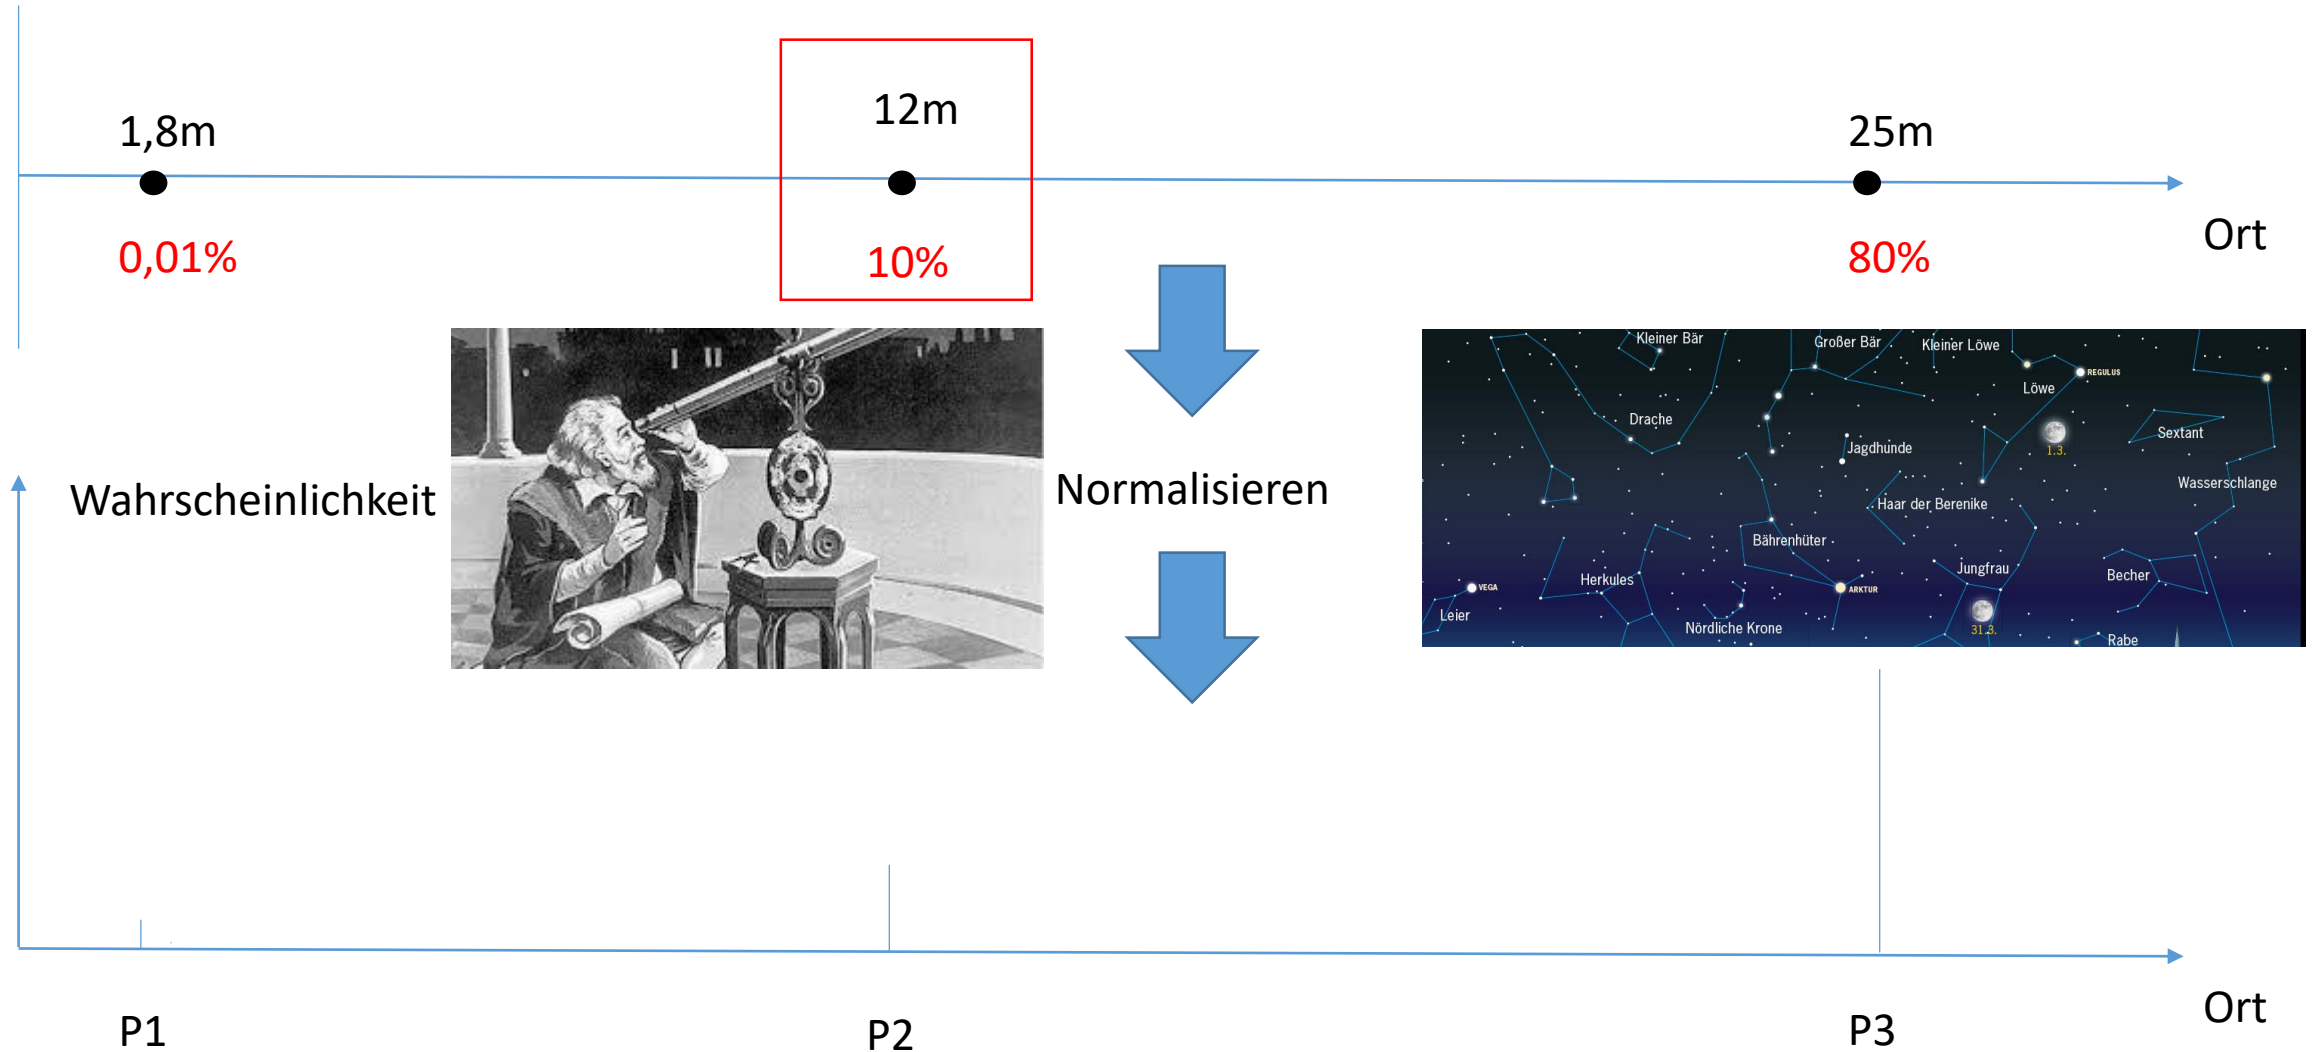 1,8m
12m
25m
0,01%
10%
80%
Ort
Wahrscheinlichkeit
Normalisieren
Kleiner Bär
Großer Bär
Kleiner Löwe
REGULUS
Löwe
Drache
Sextant
Jagdhunde
1.3.
Wasserschlange
Haar der Berenike
Bährenhüter
Jungfrau
Becher
Herkules
VEGA
ARKTUR
Leier
Nördliche Krone
31.3.
Rabe
Ort
P1
P2
P3